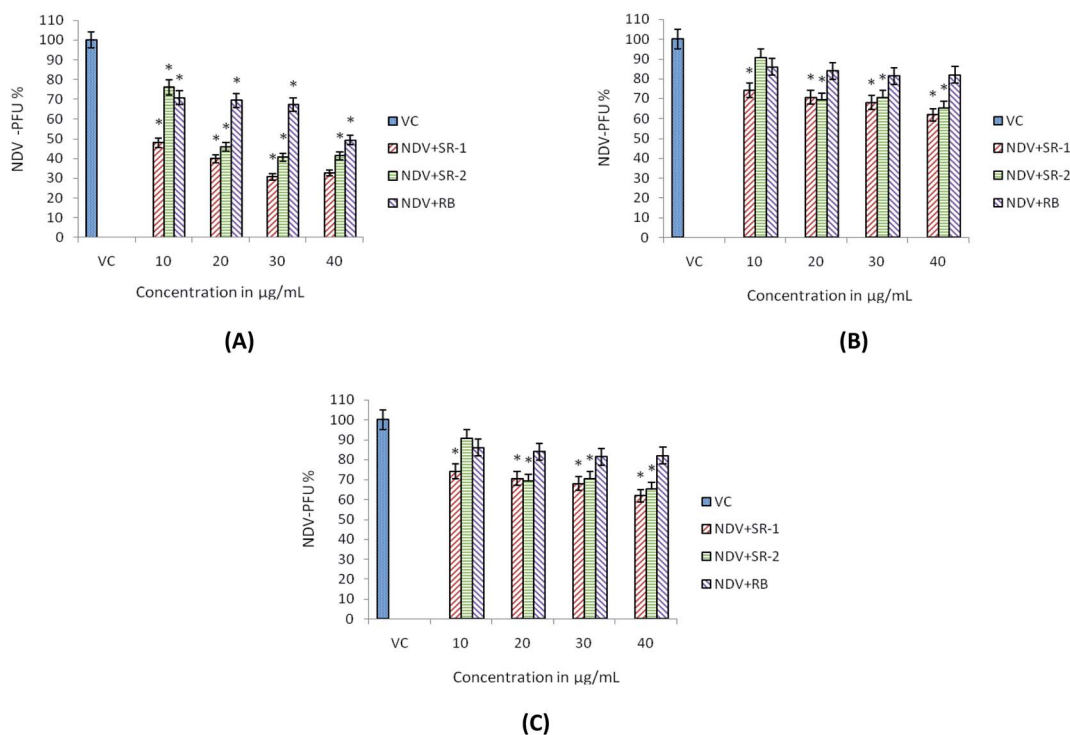 110
100
90
80
70
60
50
40
30
20
10
0
NDV -PFU %
* * * * * * * * * * *
VC 10 20 30 40
Concentration in µg/mL
VC
NDV+SR-1
NDV+SR-2
NDV+RB
(A)
110
100
90
80
70
60
50
40
30
20
10
0
NDV-PFU %
* * * * * * *
VC 10 20 30 40
Concentration in µg/mL
VC
NDV+SR-1
NDV+SR-2
NDV+RB
(B)
110
100
90
80
70
60
50
40
30
20
10
0
NDV-PFU %
* * * * * * *
VC 10 20 30 40
Concentration in µg/mL
VC
NDV+SR-1
NDV+SR-2
NDV+RB
(C)